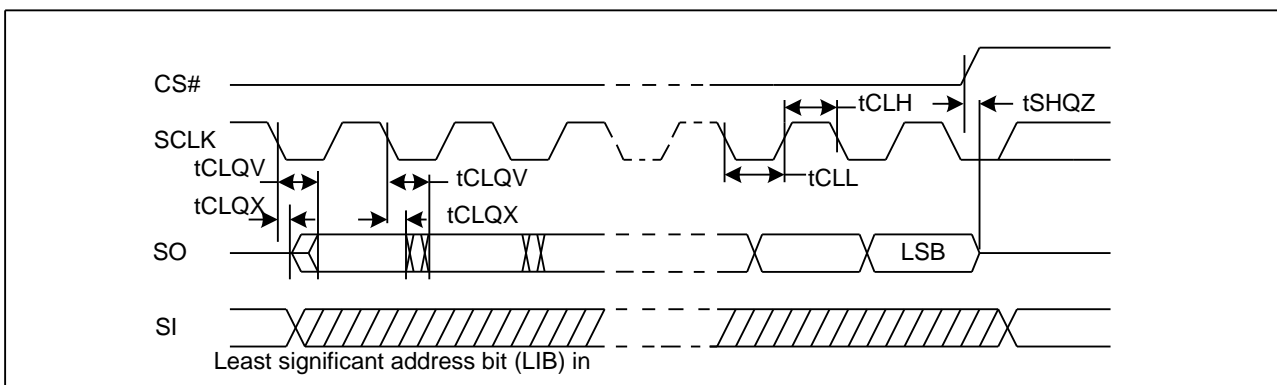 CS#
tCLH
tSHQZ
SCLK
tCLQV
tCLQV
tCLL
tCLQX
tCLQX
SO
LSB
SI
Least significant address bit (LIB) in